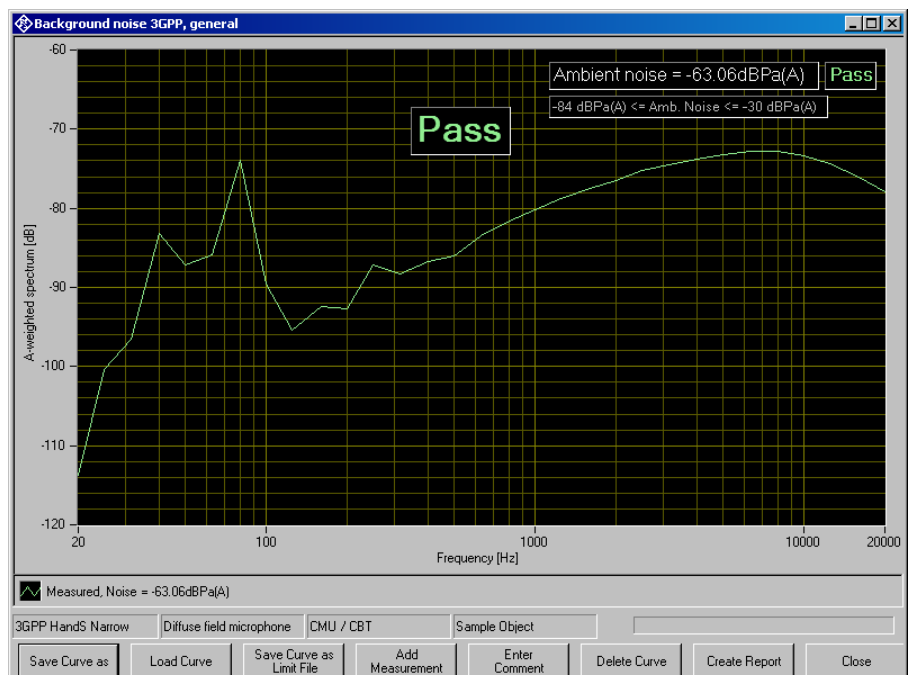 Background noise 3GPP, general
-60
-70
-80
-90
-100
-110
-120
A-weighted spectrum [dB]
Ambient noise = -63.06dBPa(A)
Pass
-84 dBPa(A) <= Amb. Noise <= -30 dBPa(A)
Pass
20
100
1000
10000
20000
Frequency [Hz]
Measured, Noise = -63.06dBPa(A)
3GPP HandS Narrow
Diffuse field microphone
CMU / CBT
Sample Object
Save Curve as
Load Curve
Save Curve as
Limit File
Add
Measurement
Enter
Comment
Delete Curve
Create Report
Close